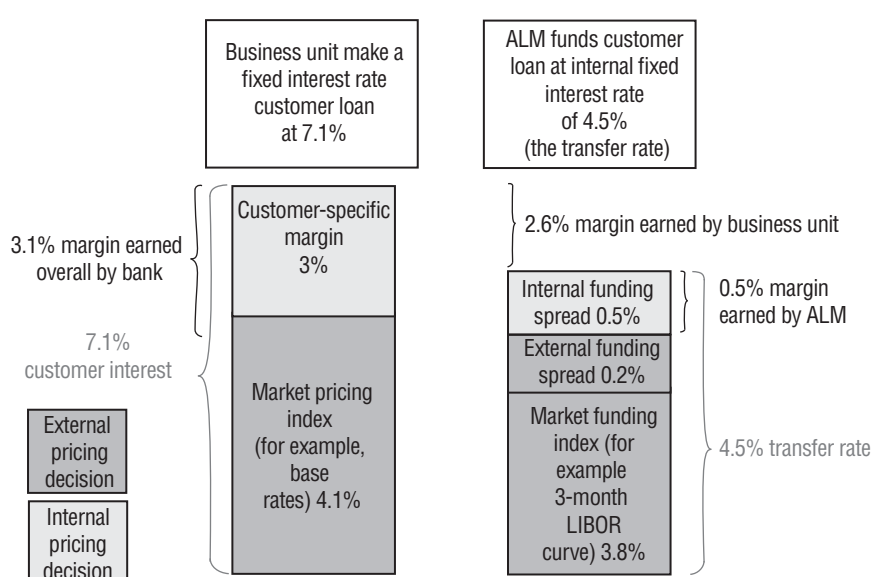 Business unit make a
fixed interest rate
customer loan
at 7.1%
ALM funds customer
loan at internal fixed
interest rate
of 4.5%
(the transfer rate)
3.1% margin earned
overall by bank
7.1%
customer interest
Customer-specific
margin
3%
Market pricing
index
(for example,
base
rates) 4.1%
2.6% margin earned by business unit
Internal funding
spread 0.5%
0.5% margin
earned by ALM
External funding
spread 0.2%
Market funding
index (for
example
3-month
LIBOR
curve) 3.8%
4.5% transfer rate
External
pricing
decision
Internal
pricing
decision